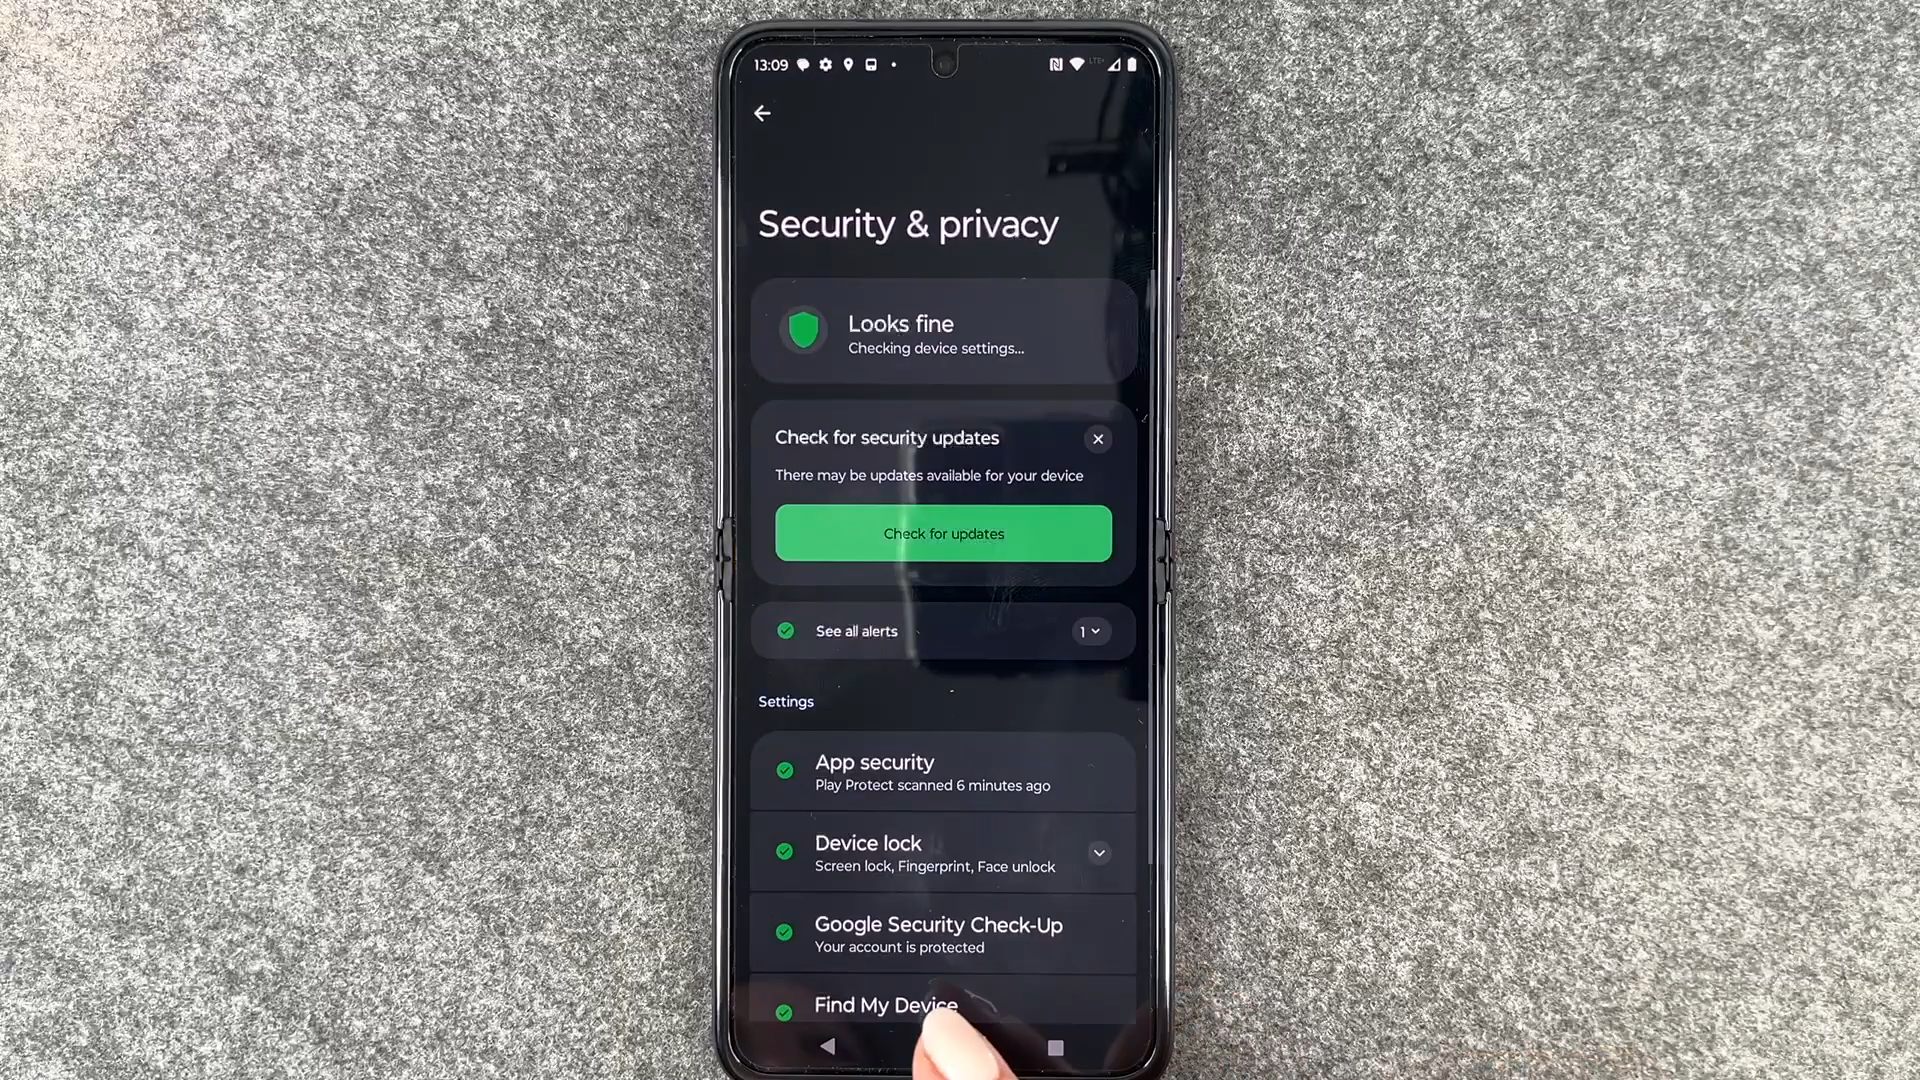 13:09
LTE+
Security & privacy
Looks fine
Checking device settings...
Check for security updates
There may be updates available for your device
Check for updates
See all alerts
1
Settings
App security
Play Protect scanned 6 minutes ago
Device lock
Screen lock, Fingerprint, Face unlock
Google Security Check-Up
Your account is protected
Find My Device